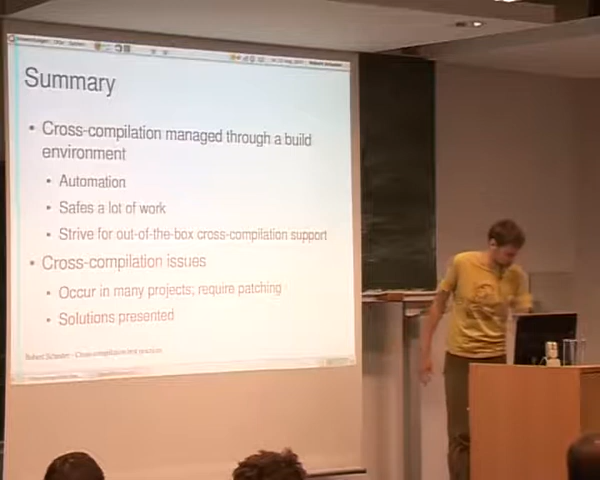 Summary
• Cross-compilation managed through a build
environment
• Automation
• Safes a lot of work
• Strive for out-of-the-box cross-compilation support
• Cross-compilation issues
• Occur in many projects; require patching
• Solutions presented